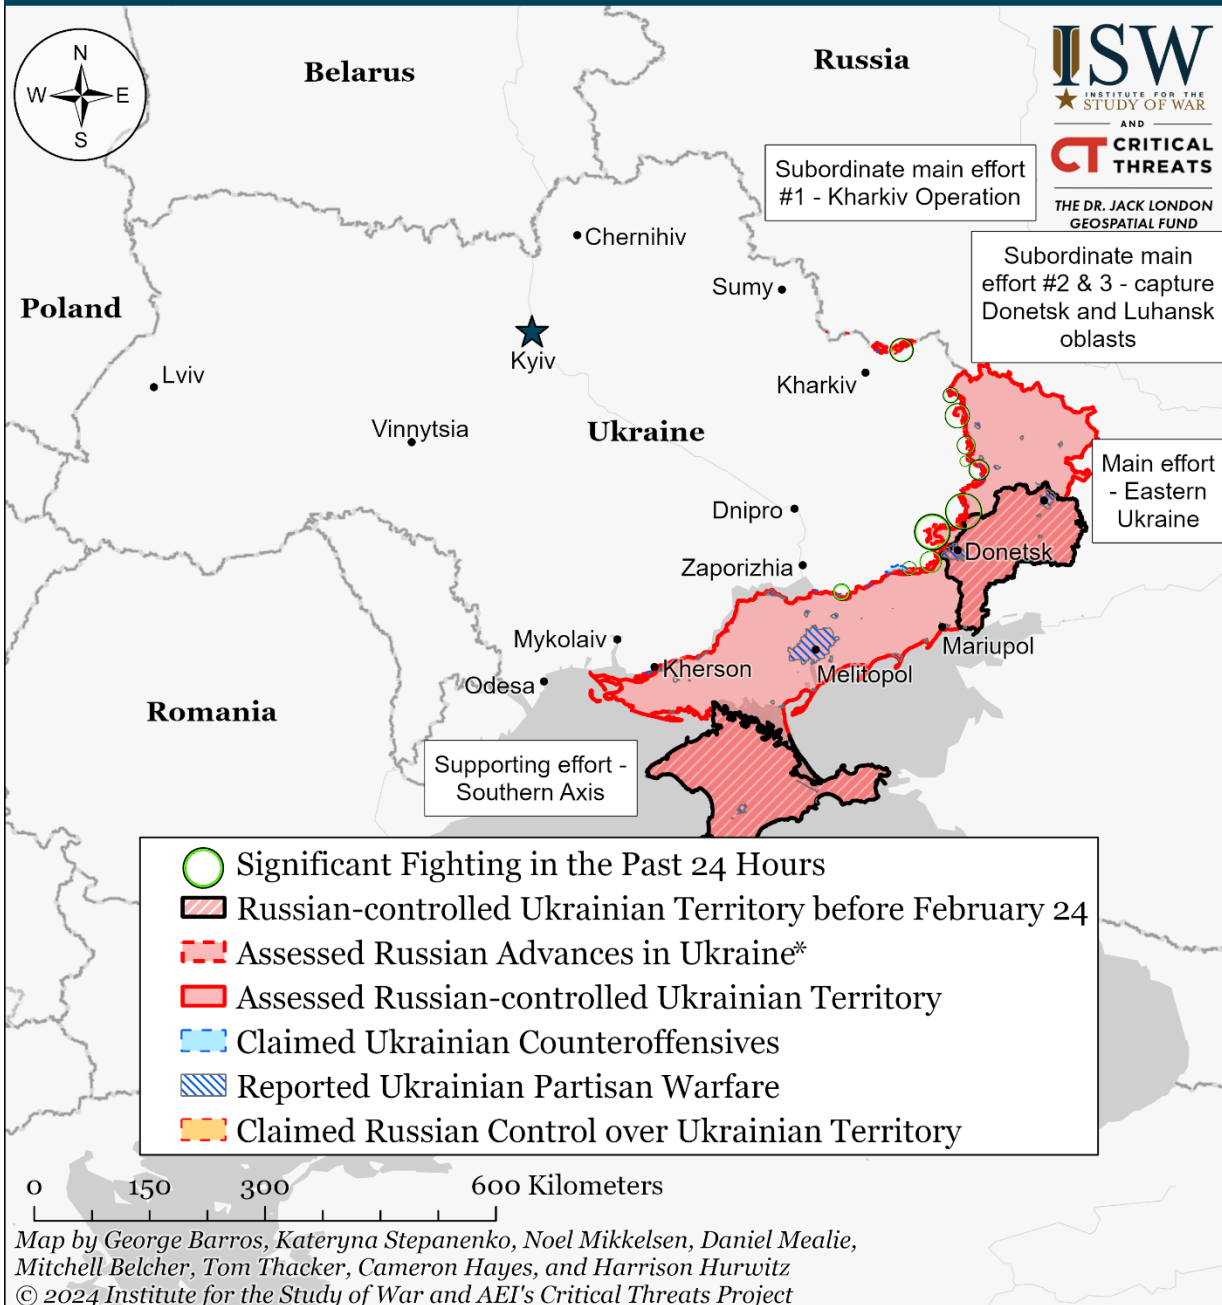 N
W
E
S
Belarus
Russia
ISW
INSTITUTE FOR THE
STUDY OF WAR
AND
CT CRITICAL
THREATS
THE DR. JACK LONDON
GEOSPATIAL FUND
Subordinate main effort
#1 - Kharkiv Operation
Subordinate main
effort #2 & 3 - capture
Donetsk and Luhansk
oblasts
Chernihiv
Sumy
Poland
Kyiv
Lviv
Kharkiv
Vinnytsia
Ukraine
Main effort
- Eastern
Ukraine
Dnipro
Donetsk
Zaporizhia
Mykolaiv
Mariupol
Kherson
Melitopol
Odesa
Romania
Supporting effort -
Southern Axis
Significant Fighting in the Past 24 Hours
Russian-controlled Ukrainian Territory before February 24
Assessed Russian Advances in Ukraine*
Assessed Russian-controlled Ukrainian Territory
Claimed Ukrainian Counteroffensives
Reported Ukrainian Partisan Warfare
Claimed Russian Control over Ukrainian Territory
0 150 300 600 Kilometers
Map by George Barros, Kateryna Stepanenko, Noel Mikkelsen, Daniel Mealie,
Mitchell Belcher, Tom Thacker, Cameron Hayes, and Harrison Hurwitz
© 2024 Institute for the Study of War and AEI's Critical Threats Project